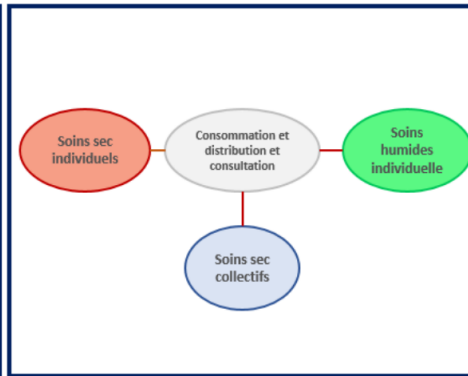 Soins sec
individuels
Consommation et
distribution et
consultation
Soins
humides
individuelle
Soins sec
collectifs